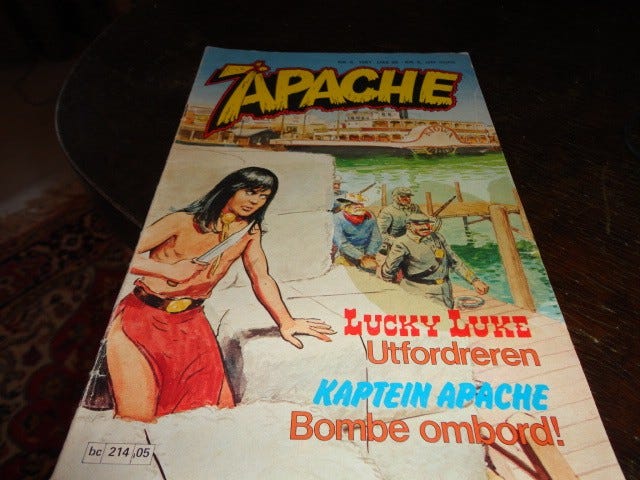 APACHE
LUCKY LUKE
Utfordreren
KAPTEIN APACHE
Bombe ombord!
bc 214 05